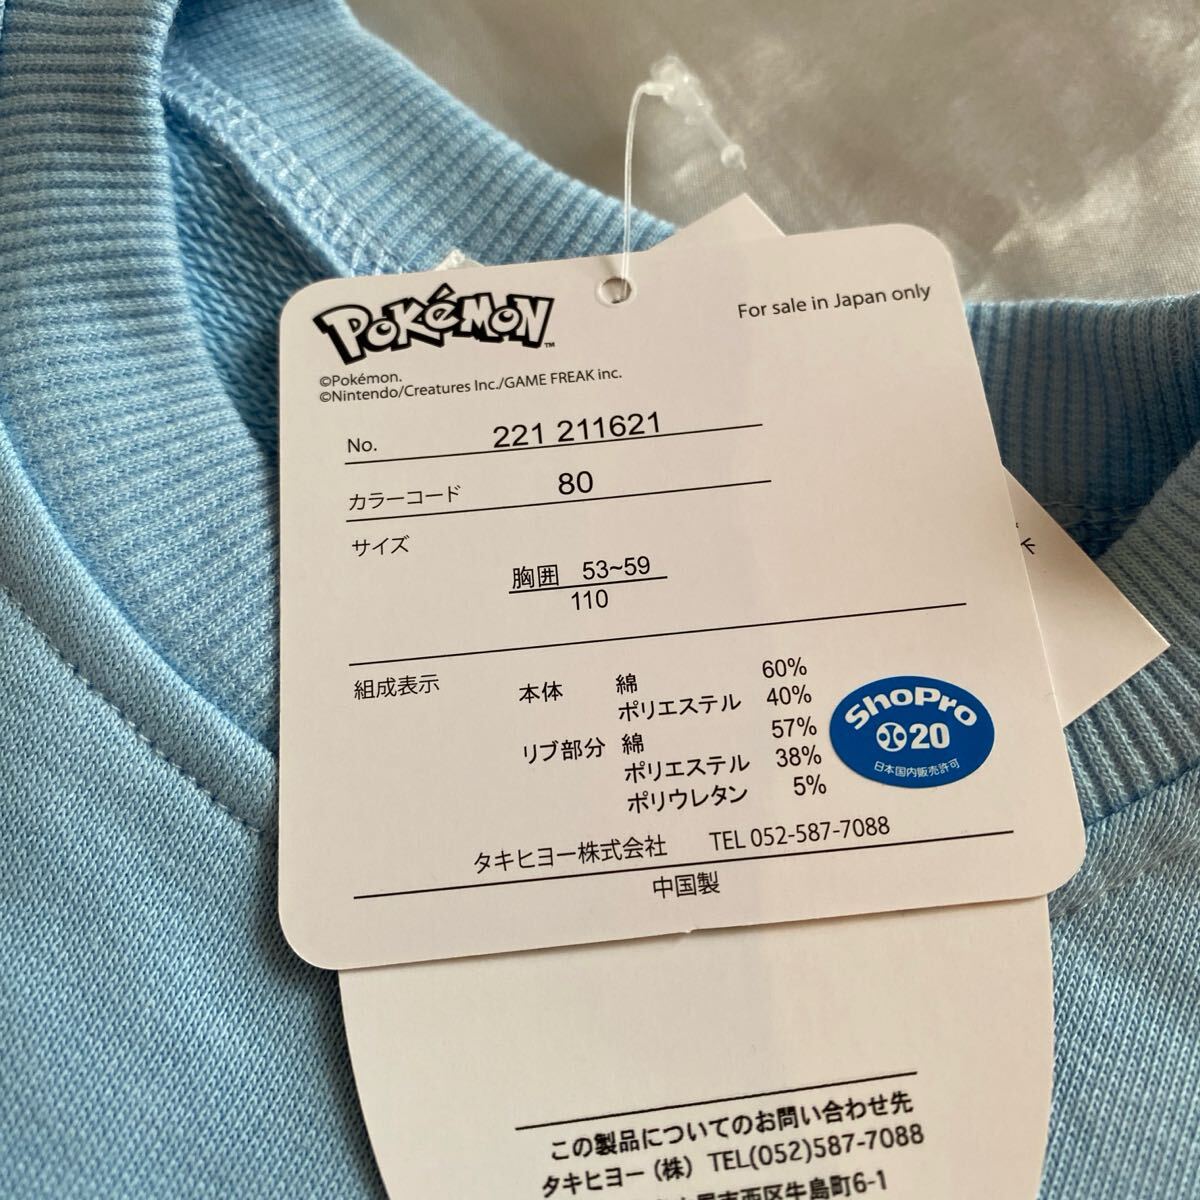 POKéMON™
For sale in Japan only
©Pokémon.
©Nintendo/Creatures Inc./GAME FREAK inc.
No. 221 211621
カラーコード 80
サイズ
胸囲 53~59
110
組成表示 本体 綿 60%
ポリエステル 40%
リブ部分 綿 57%
ポリエステル 38%
ポリウレタン 5%
ShoPro
20
日本国内販売許可
タキヒヨー株式会社 TEL 052-587-7088
中国製
この製品についてのお問い合わせ先
タキヒヨー(株) TEL(052)587-7088
市西区牛島町6-1